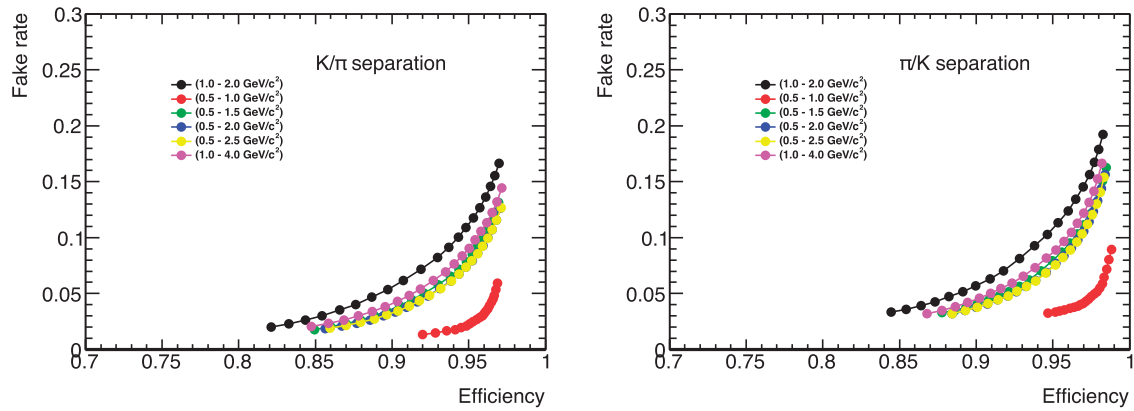 Fake rate
0.3
0.25
0.2
0.15
0.1
0.05
0
K/π separation
(1.0 - 2.0 GeV/c²)
(0.5 - 1.0 GeV/c²)
(0.5 - 1.5 GeV/c²)
(0.5 - 2.0 GeV/c²)
(0.5 - 2.5 GeV/c²)
(1.0 - 4.0 GeV/c²)
0.7 0.75 0.8 0.85 0.9 0.95 1
Efficiency
Fake rate
0.3
0.25
0.2
0.15
0.1
0.05
0
π/K separation
(1.0 - 2.0 GeV/c²)
(0.5 - 1.0 GeV/c²)
(0.5 - 1.5 GeV/c²)
(0.5 - 2.0 GeV/c²)
(0.5 - 2.5 GeV/c²)
(1.0 - 4.0 GeV/c²)
0.7 0.75 0.8 0.85 0.9 0.95 1
Efficiency